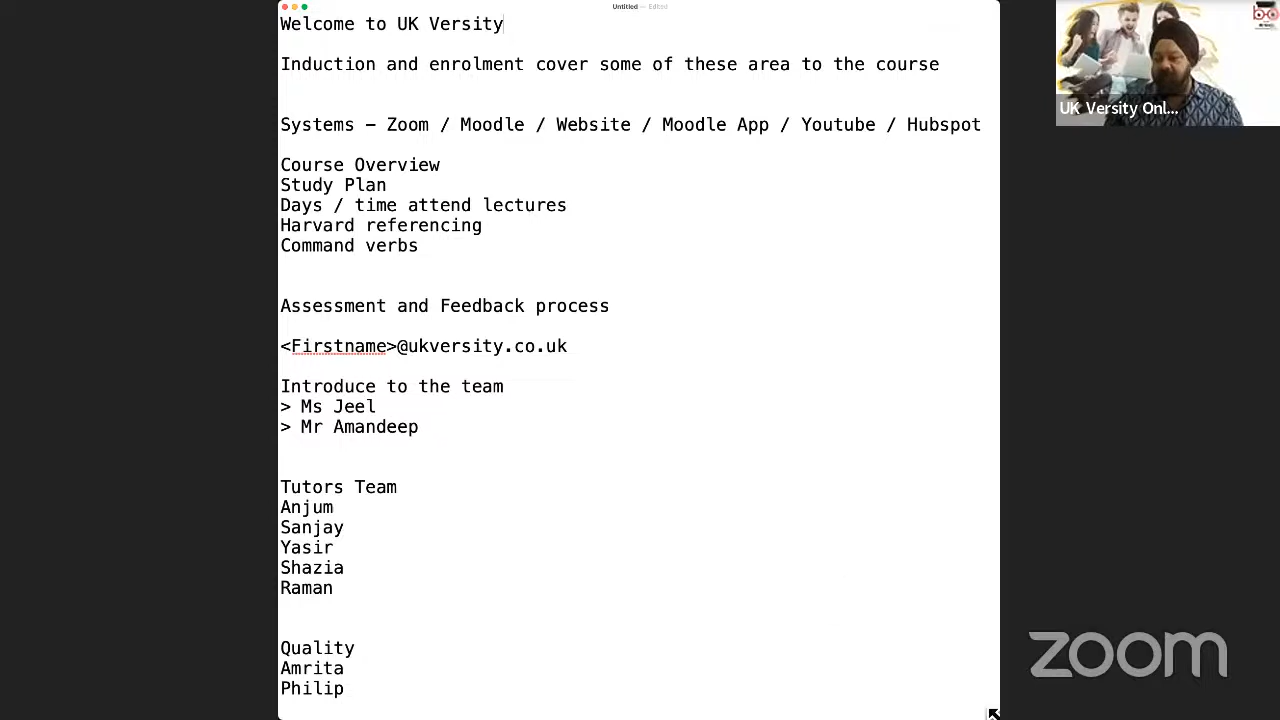 Untitled — Edited
Welcome to UK Versity
Induction and enrolment cover some of these area to the course
Systems – Zoom / Moodle / Website / Moodle App / Youtube / Hubspot
Course Overview
Study Plan
Days / time attend lectures
Harvard referencing
Command verbs
Assessment and Feedback process
<Firstname>@ukversity.co.uk
Introduce to the team
> Ms Jeel
> Mr Amandeep
Tutors Team
Anjum
Sanjay
Yasir
Shazia
Raman
Quality
Amrita
Philip
UK Versity Onl...
zoom